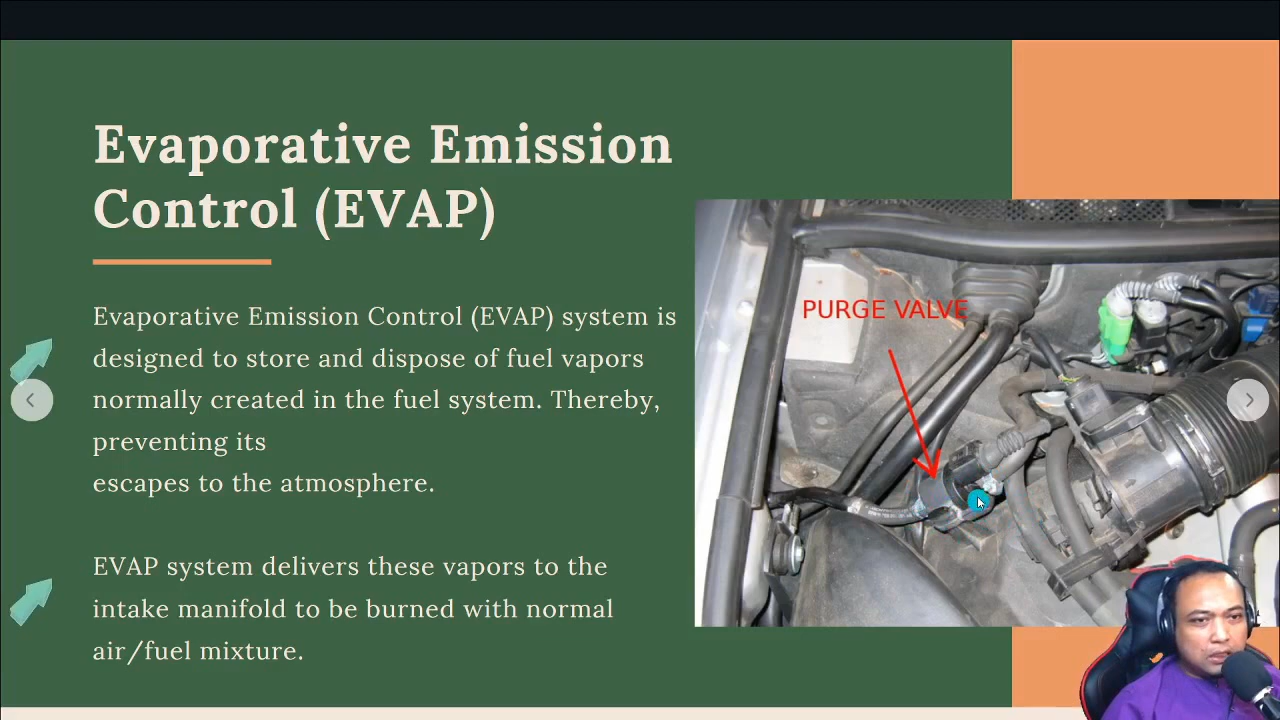 Evaporative Emission
Control (EVAP)
Evaporative Emission Control (EVAP) system is
designed to store and dispose of fuel vapors
normally created in the fuel system. Thereby,
preventing its
escapes to the atmosphere.
EVAP system delivers these vapors to the
intake manifold to be burned with normal
air/fuel mixture.
PURGE VALVE